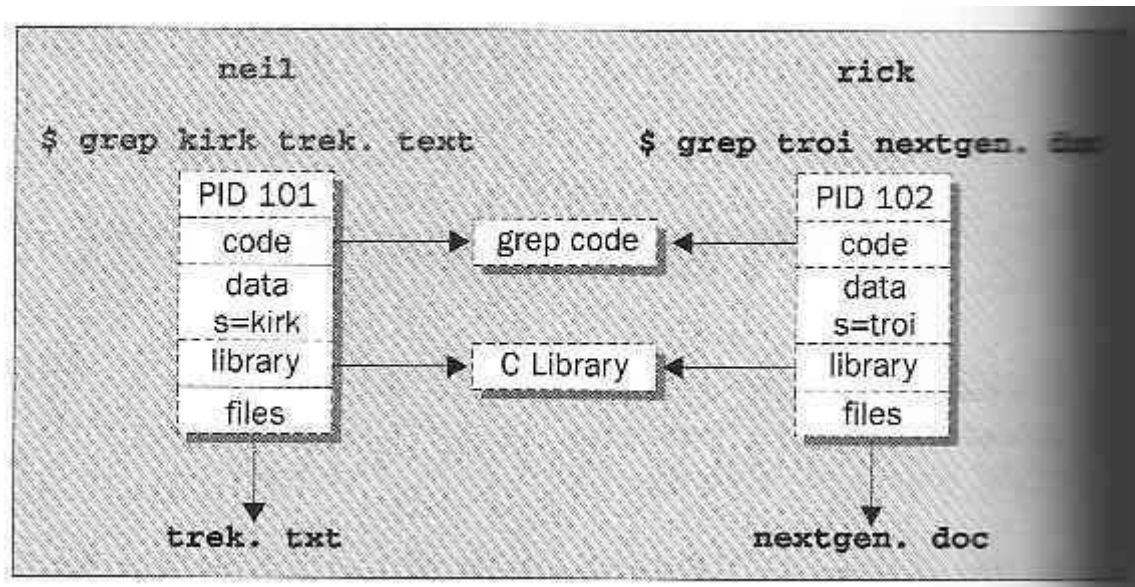 neil
rick
$ grep kirk trek. text
$ grep troi nextgen.
PID 101
code
data
s=kirk
library
files
grep code
C Library
PID 102
code
data
s=troi
library
files
trek. txt
nextgen. doc